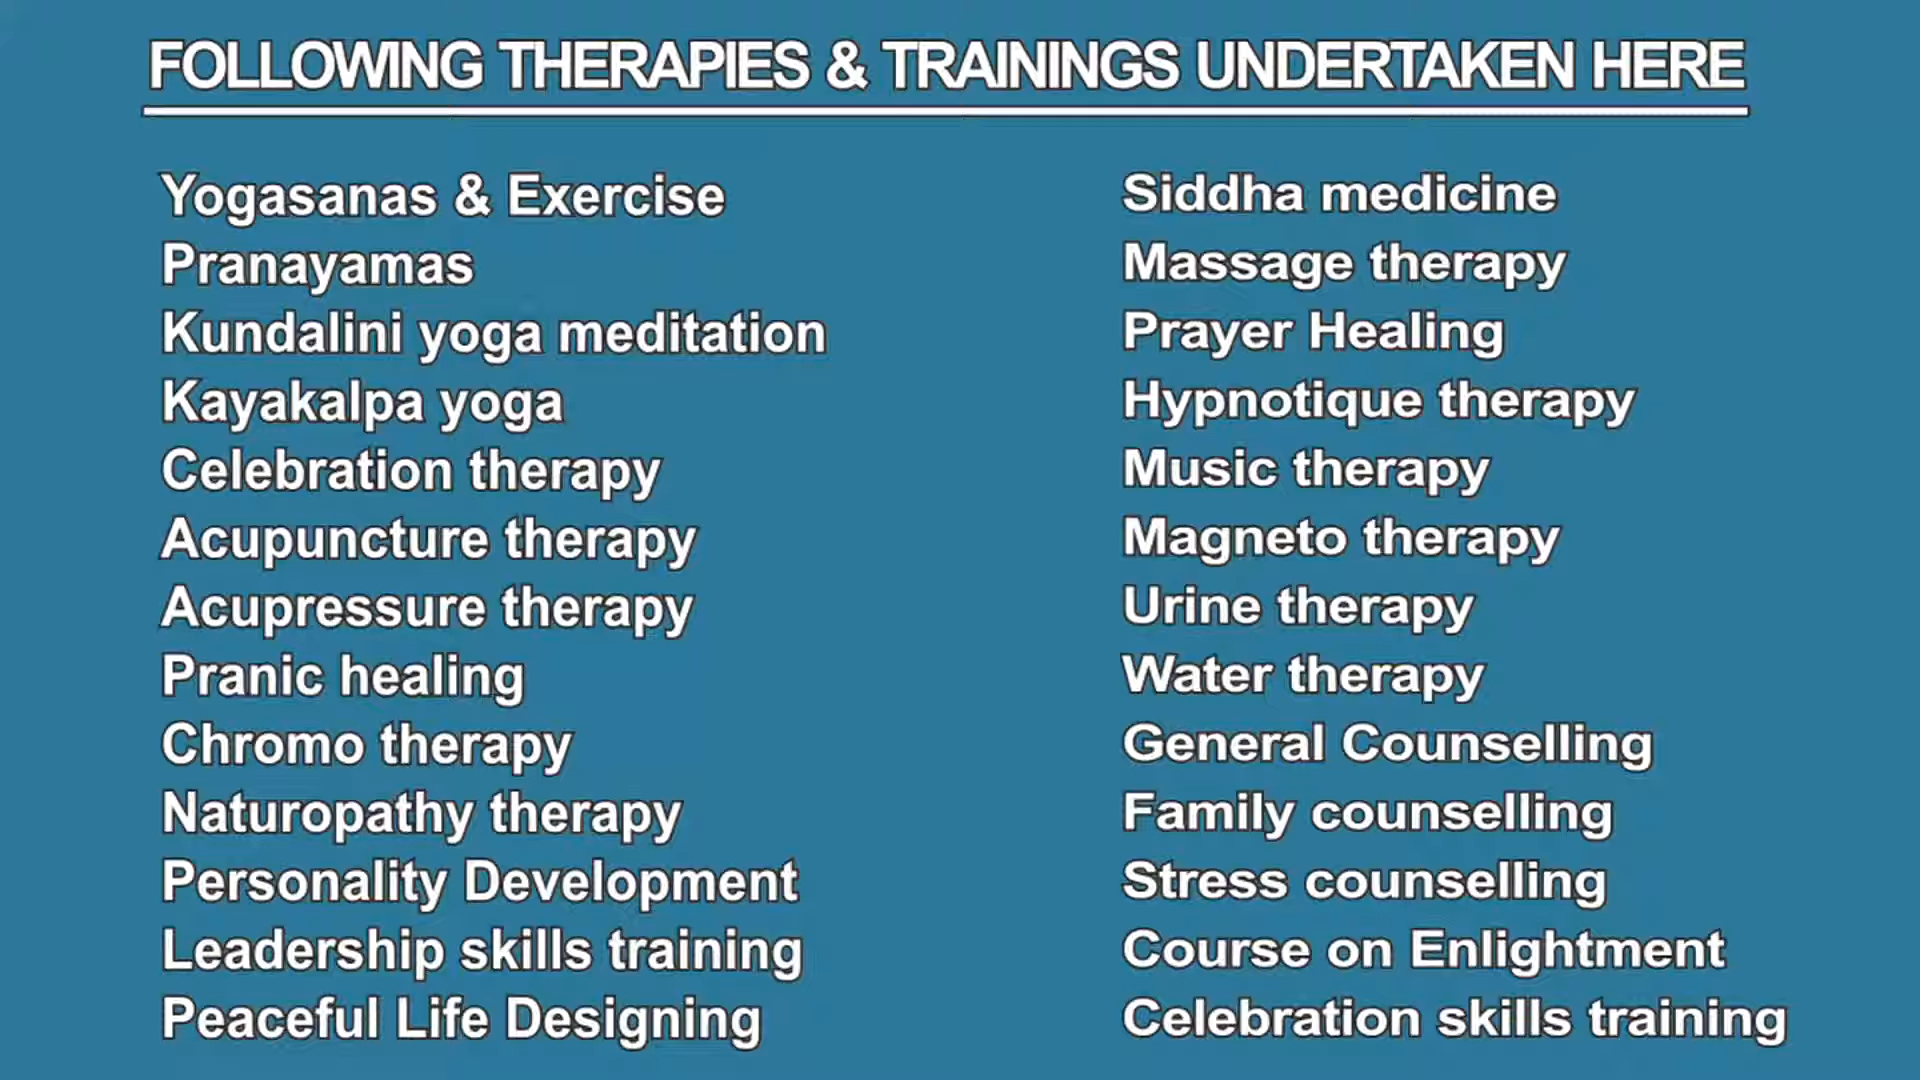 FOLLOWING THERAPIES & TRAININGS UNDERTAKEN HERE
Yogasanas & Exercise
Pranayamas
Kundalini yoga meditation
Kayakalpa yoga
Celebration therapy
Acupuncture therapy
Acupressure therapy
Pranic healing
Chromo therapy
Naturopathy therapy
Personality Development
Leadership skills training
Peaceful Life Designing
Siddha medicine
Massage therapy
Prayer Healing
Hypnotique therapy
Music therapy
Magneto therapy
Urine therapy
Water therapy
General Counselling
Family counselling
Stress counselling
Course on Enlightment
Celebration skills training